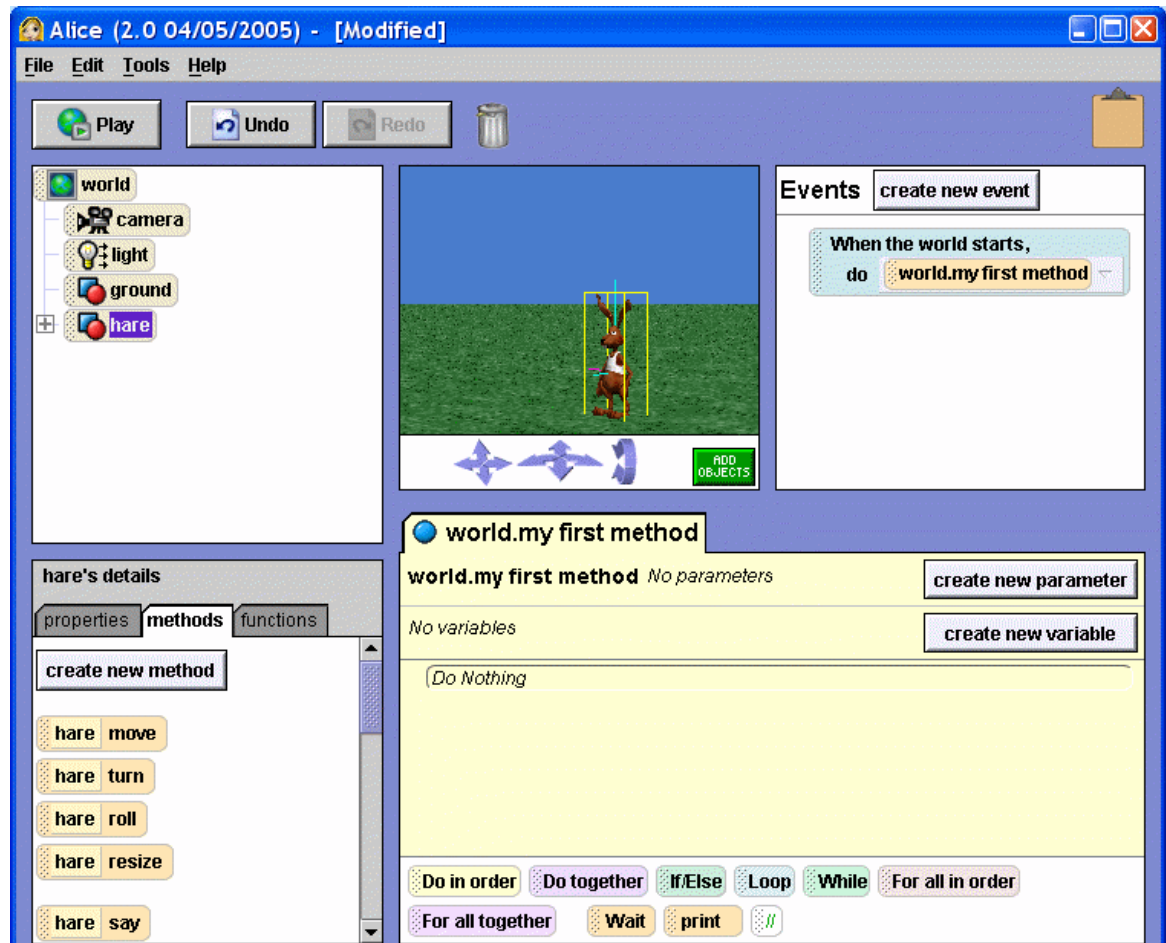 Alice (2.0 04/05/2005) - [Modified]
File Edit Tools Help
Play Undo Redo
world
camera
light
ground
hare
ADD
OBJECTS
Events create new event
When the world starts,
do world.my first method
hare's details
properties methods functions
create new method
hare move
hare turn
hare roll
hare resize
hare say
world.my first method
world.my first method No parameters create new parameter
No variables create new variable
Do Nothing
Do in order Do together If/Else Loop While For all in order
For all together Wait print //